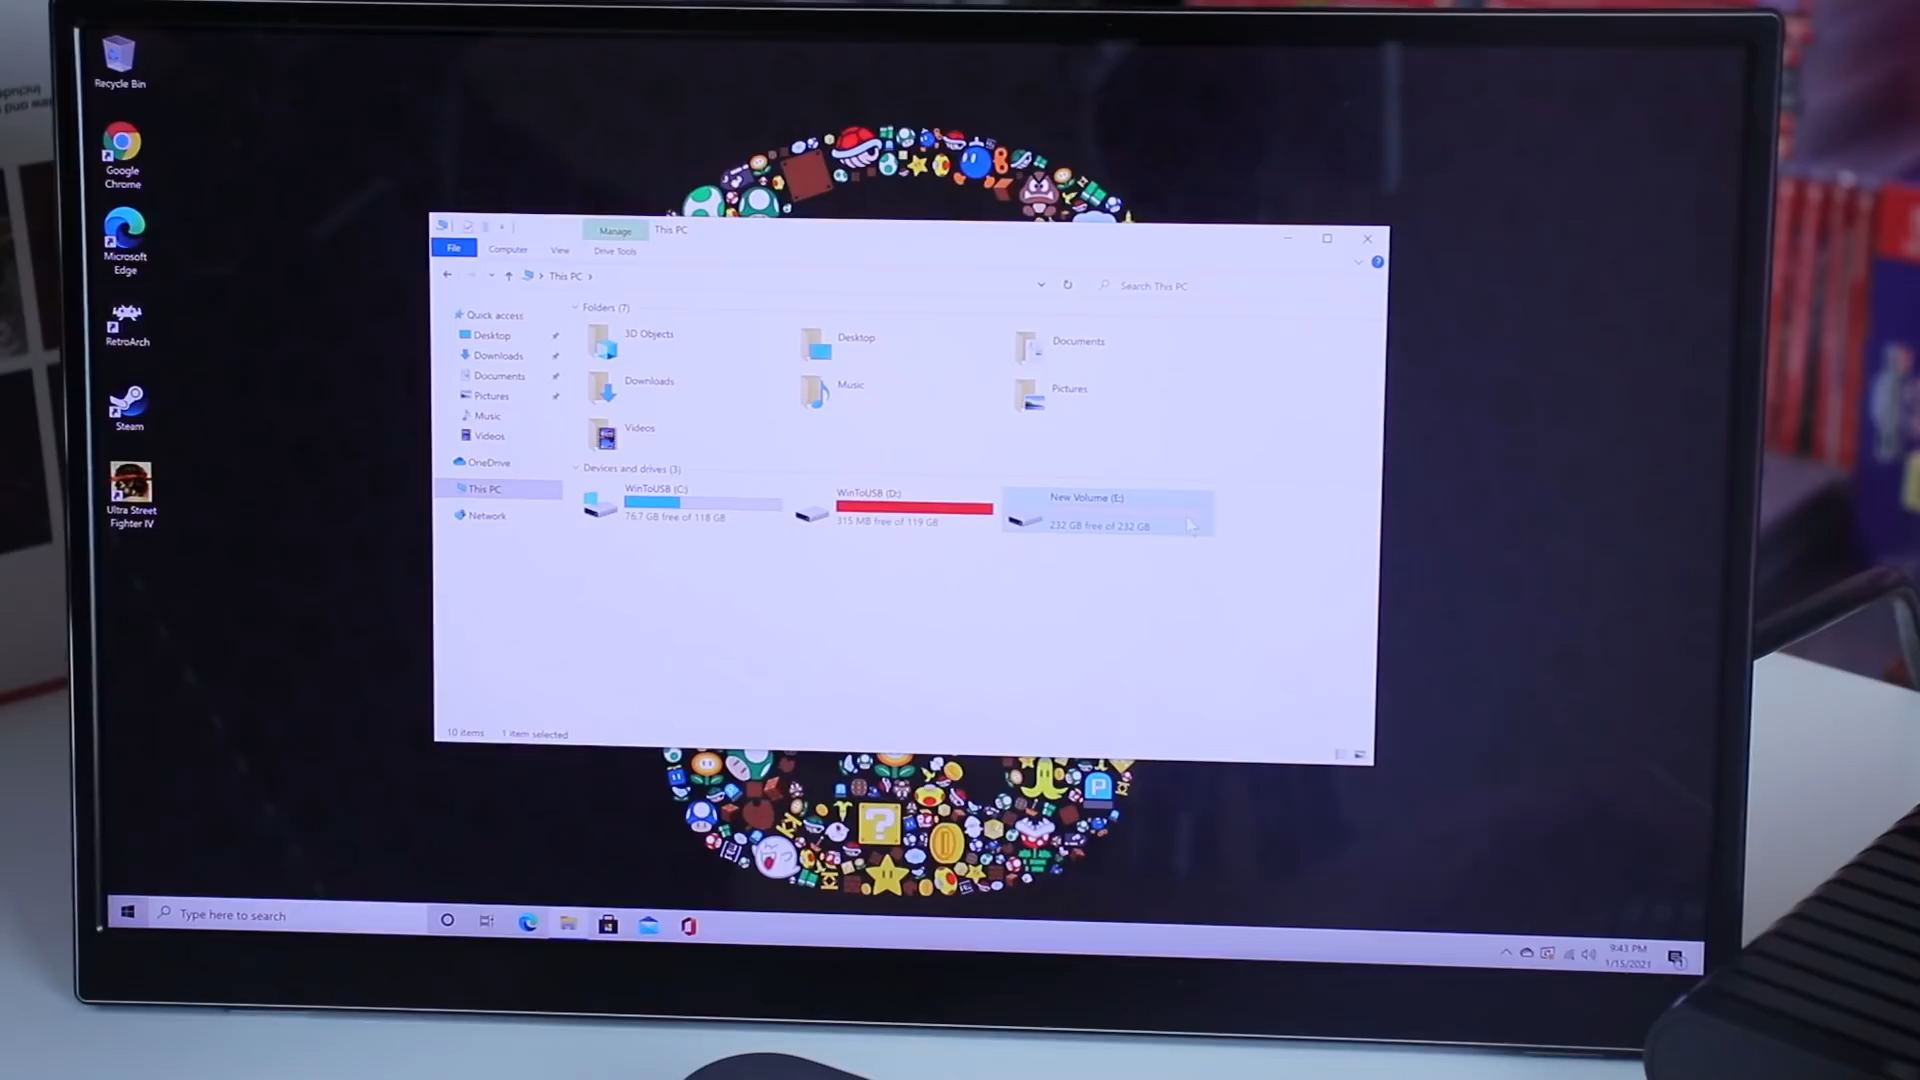 Recycle Bin
Google
Chrome
Microsoft
Edge
RetroArch
Steam
Ultra Street
Fighter IV
Manage
This PC
File
Computer
View
Drive Tools
This PC
Search This PC
Quick access
Desktop
Downloads
Documents
Pictures
Music
Videos
OneDrive
This PC
Network
Folders (7)
3D Objects
Desktop
Documents
Downloads
Music
Pictures
Videos
Devices and drives (3)
WinToUSB (C:)
76.7 GB free of 118 GB
WinToUSB (D:)
315 MB free of 119 GB
New Volume (E:)
232 GB free of 232 GB
10 items
1 item selected
?
P
Type here to search
9:43 PM
1/15/2021